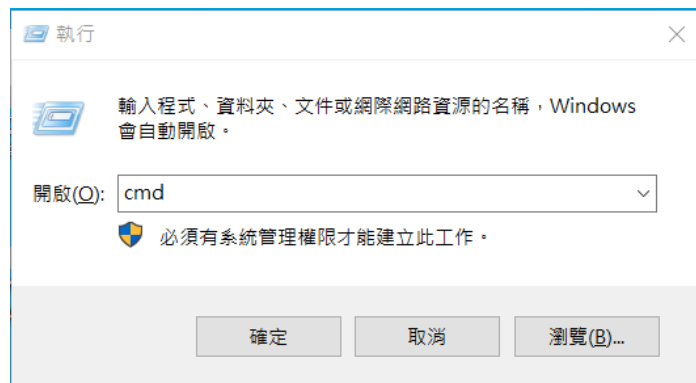 執行
輸入程式、資料夾、文件或網際網路資源的名稱，Windows
會自動開啟。
開啟(O): cmd
必須有系統管理權限才能建立此工作。
確定 取消 瀏覽(B)...